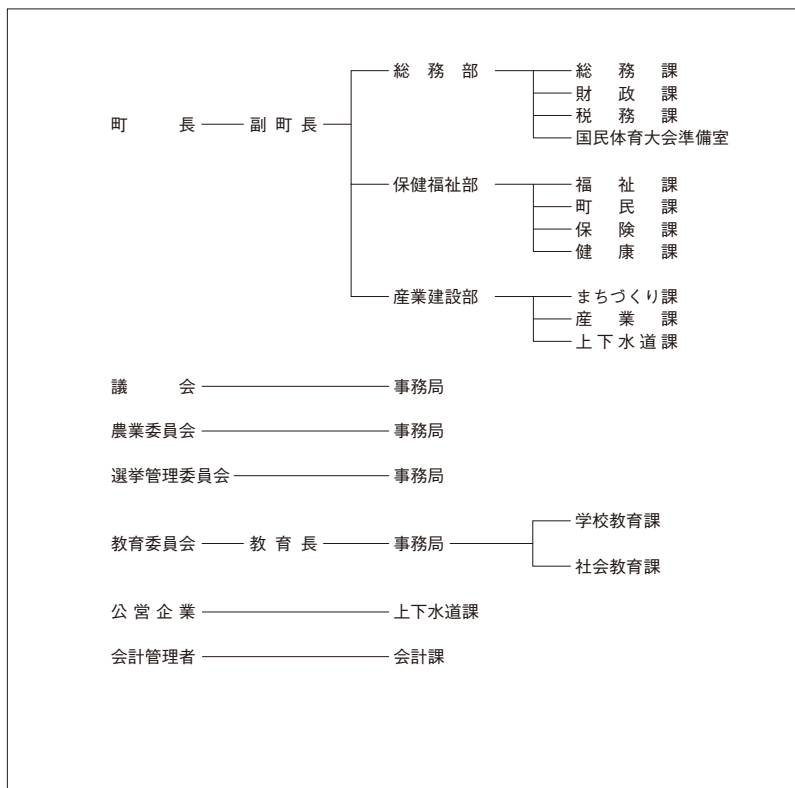 総務部 総務課
財政課
町長 副町長 税務課
国民体育大会準備室
保健福祉部 福祉課
町民課
保険課
健康課
産業建設部 まちづくり課
産業課
上下水道課
議会 事務局
農業委員会 事務局
選挙管理委員会 事務局
学校教育課
教育委員会 教育長 事務局
社会教育課
公営企業 上下水道課
会計管理者 会計課